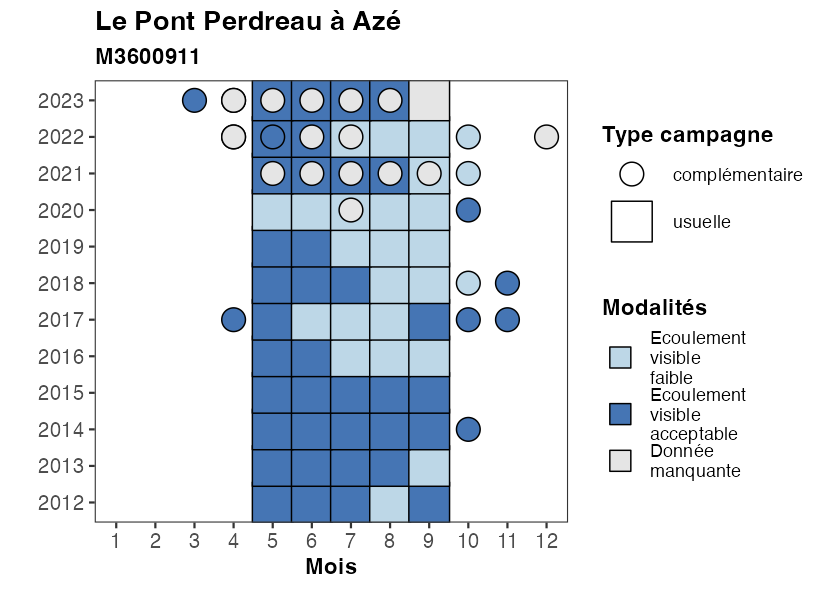 Le Pont Perdreau à Azé
M3600911
2023
2022
2021
2020
2019
2018
2017
2016
2015
2014
2013
2012
1 2 3 4 5 6 7 8 9 10 11 12
Mois
Type campagne
complémentaire
usuelle
Modalités
Ecoulement
visible
faible
Ecoulement
visible
acceptable
Donnée
manquante